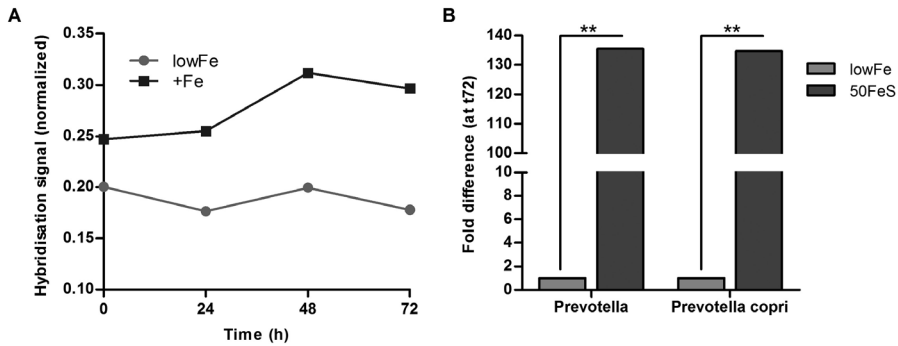 A
Hybridisation signal (normalized)
0.35
0.30
0.25
0.20
0.15
0.10
lowFe
+Fe
0
24
48
72
Time (h)
B
Fold difference (at t72)
140
130
120
110
100
10
8
6
4
2
0
**
**
lowFe
50FeS
Prevotella
Prevotella copri